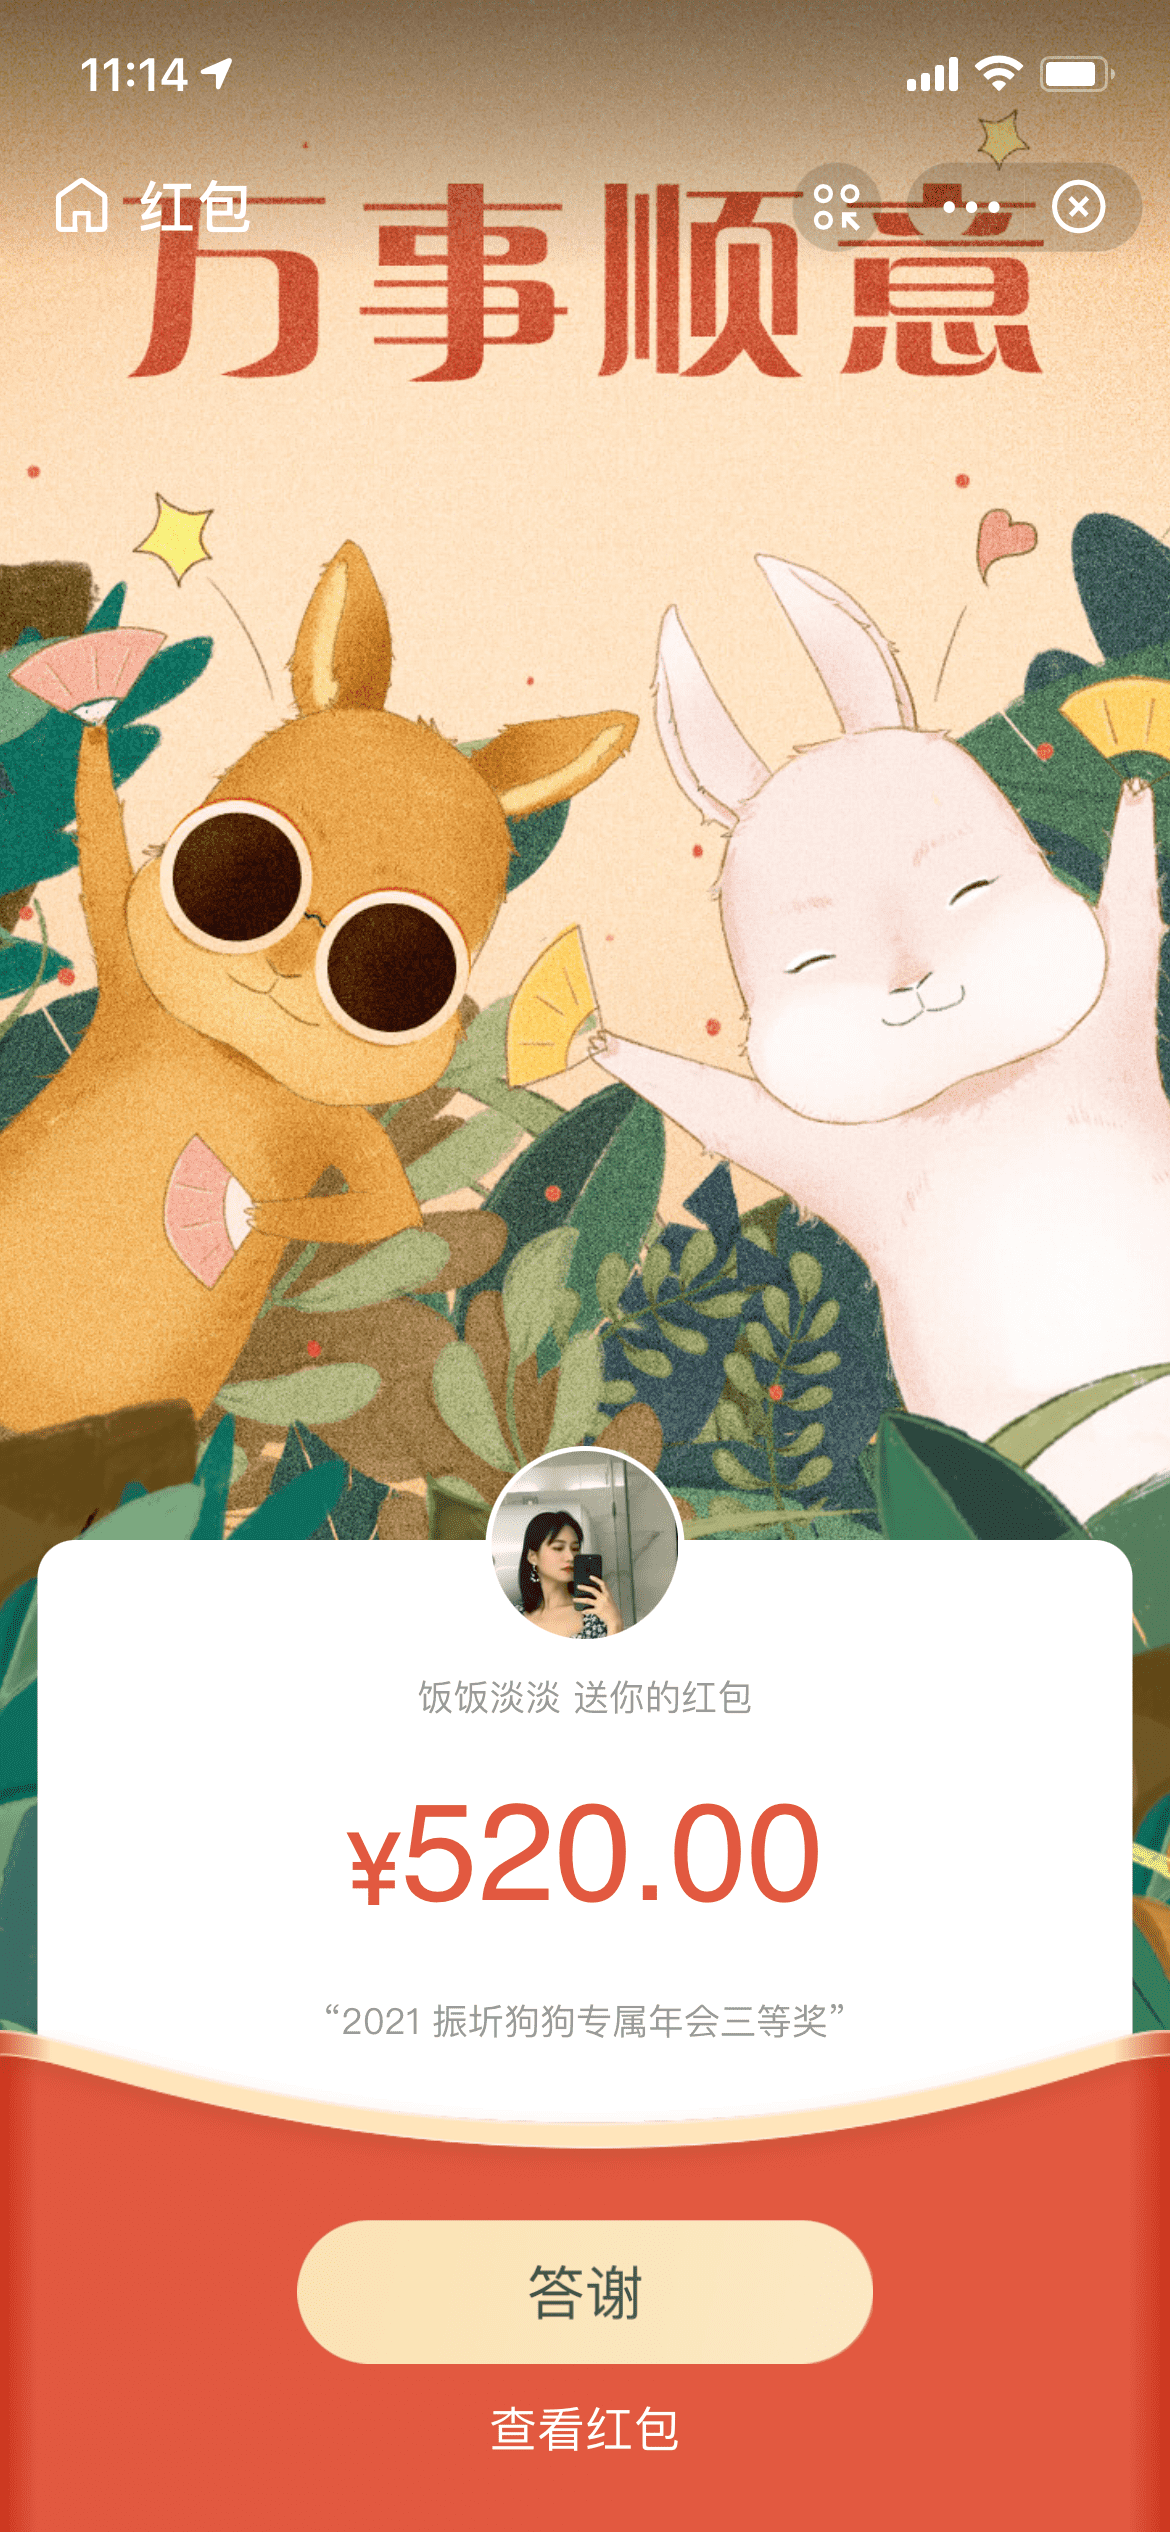 11:14
红包
万事顺意
饭饭淡淡 送你的红包
¥520.00
“2021 振圻狗狗专属年会三等奖”
答谢
查看红包